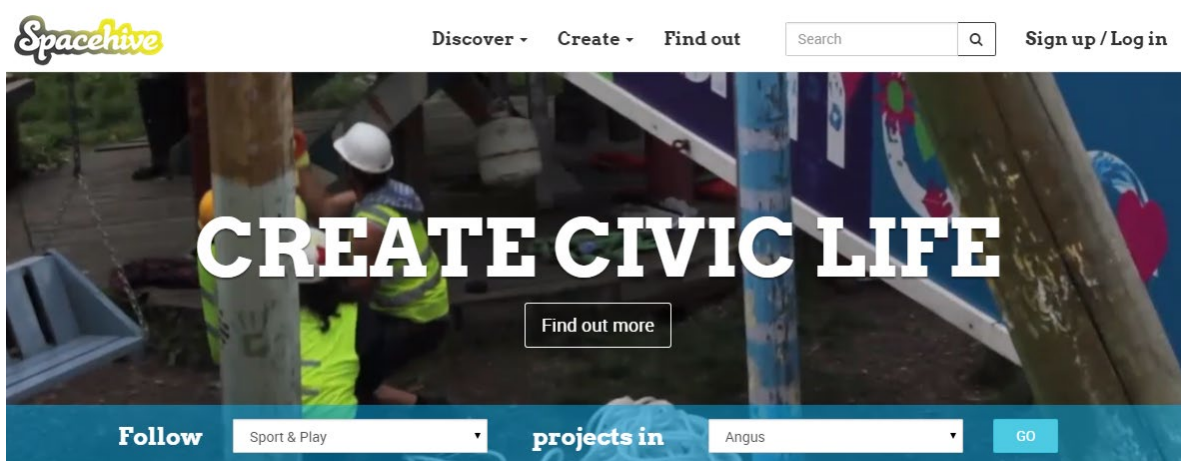 Spacehive Discover Create Find out Search Sign up / Log in
CREATE CIVIC LIFE
Find out more
Follow Sport & Play projects in Angus GO